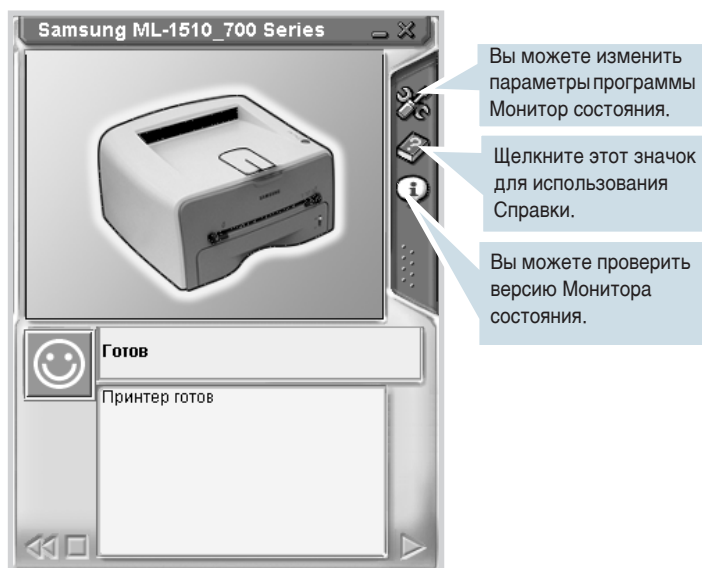 Samsung ML-1510_700 Series
Вы можете изменить
параметры программы
Монитор состояния.
Щелкните этот значок
для использования
Справки.
Вы можете проверить
версию Монитора
состояния.
SAMSUNG
Готов
Принтер готов